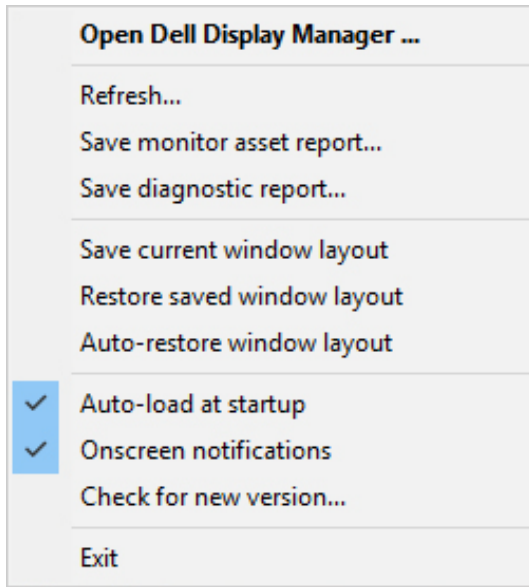 Open Dell Display Manager ...
Refresh...
Save monitor asset report...
Save diagnostic report...
Save current window layout
Restore saved window layout
Auto-restore window layout
Auto-load at startup
Onscreen notifications
Check for new version...
Exit